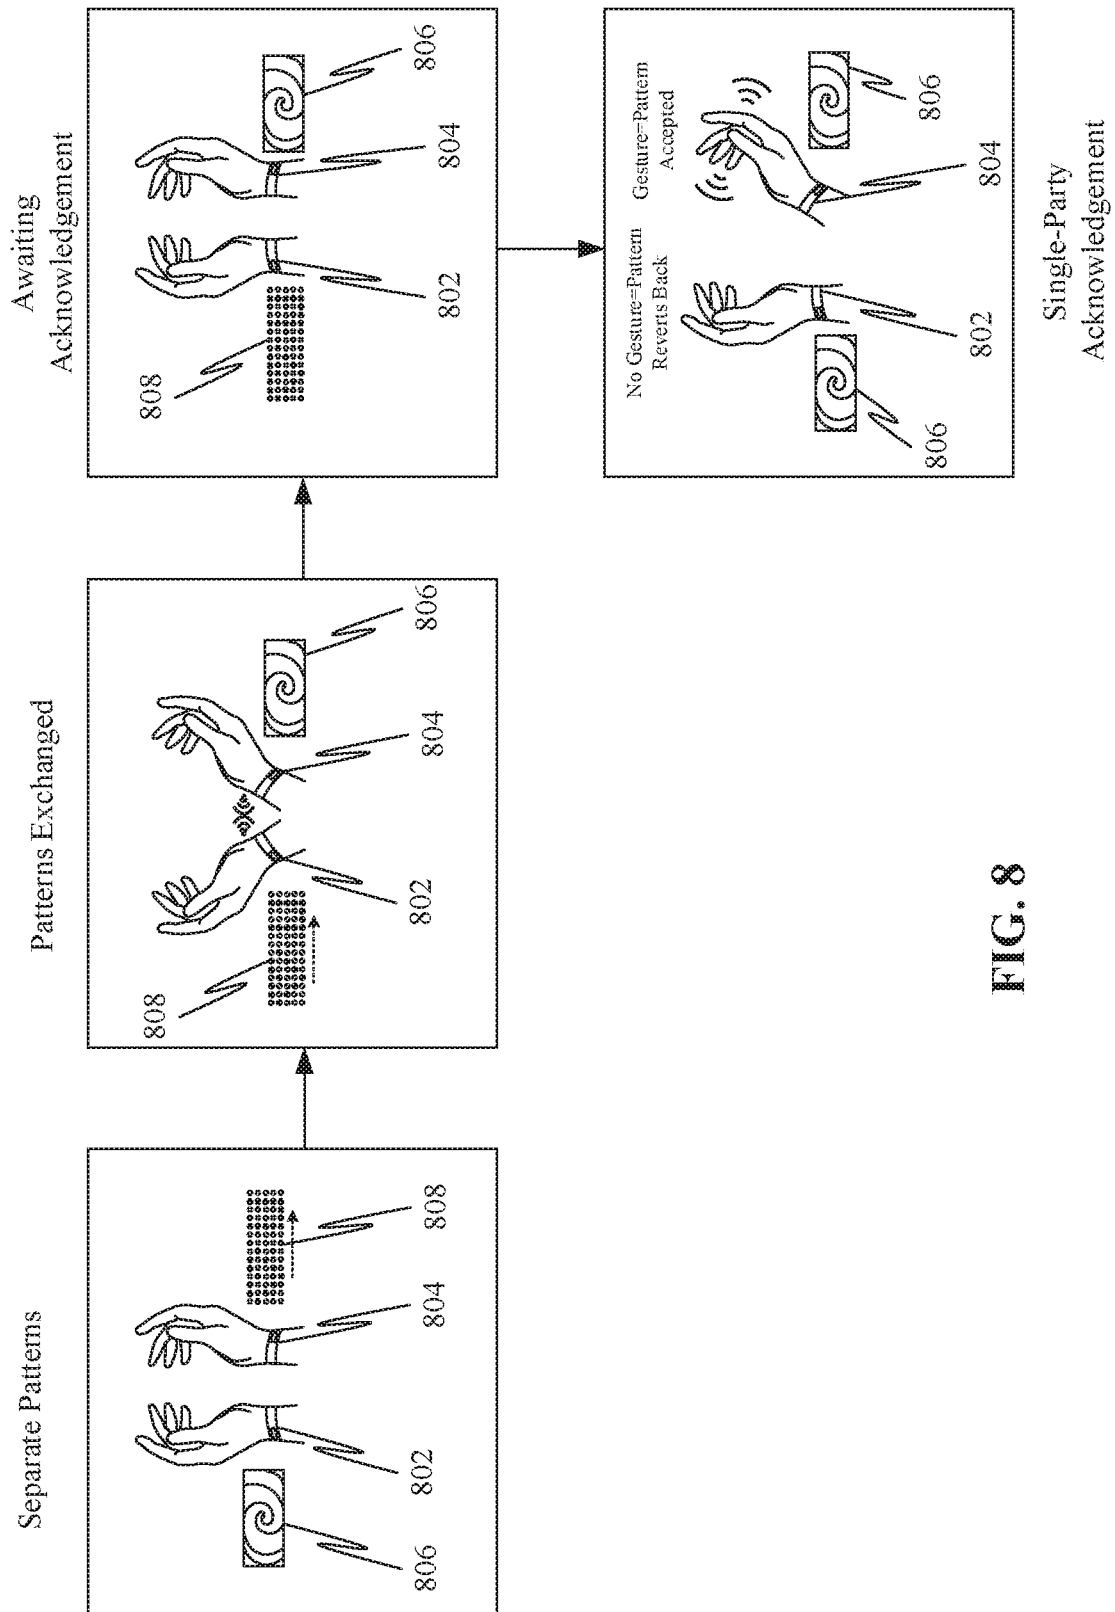 Separate Patterns
806
802
804
808
Patterns Exchanged
808
802
804
806
Awaiting
Acknowledgement
808
802
804
806
No Gesture=Pattern
Reverts Back
Gesture=Pattern
Accepted
806
802
804
806
Single-Party
Acknowledgement
FIG. 8